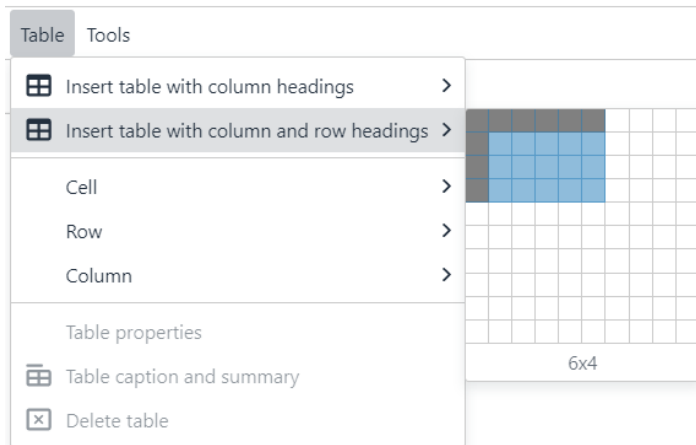 Table Tools
Insert table with column headings
Insert table with column and row headings
Cell
Row
Column
Table properties
6x4
Table caption and summary
Delete table